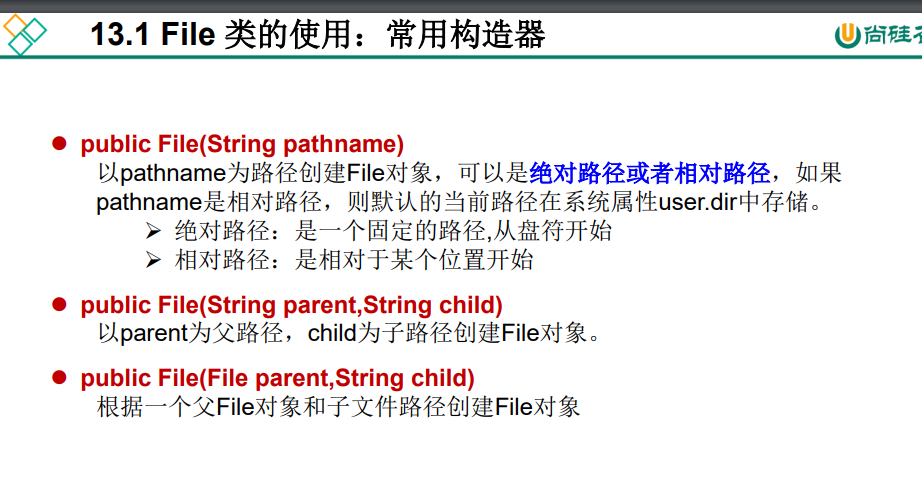 13.1 File 类的使用：常用构造器
尚硅
public File(String pathname)
以pathname为路径创建File对象，可以是绝对路径或者相对路径，如果
pathname是相对路径，则默认的当前路径在系统属性user.dir中存储。
绝对路径：是一个固定的路径,从盘符开始
相对路径：是相对于某个位置开始
public File(String parent,String child)
以parent为父路径，child为子路径创建File对象。
public File(File parent,String child)
根据一个父File对象和子文件路径创建File对象